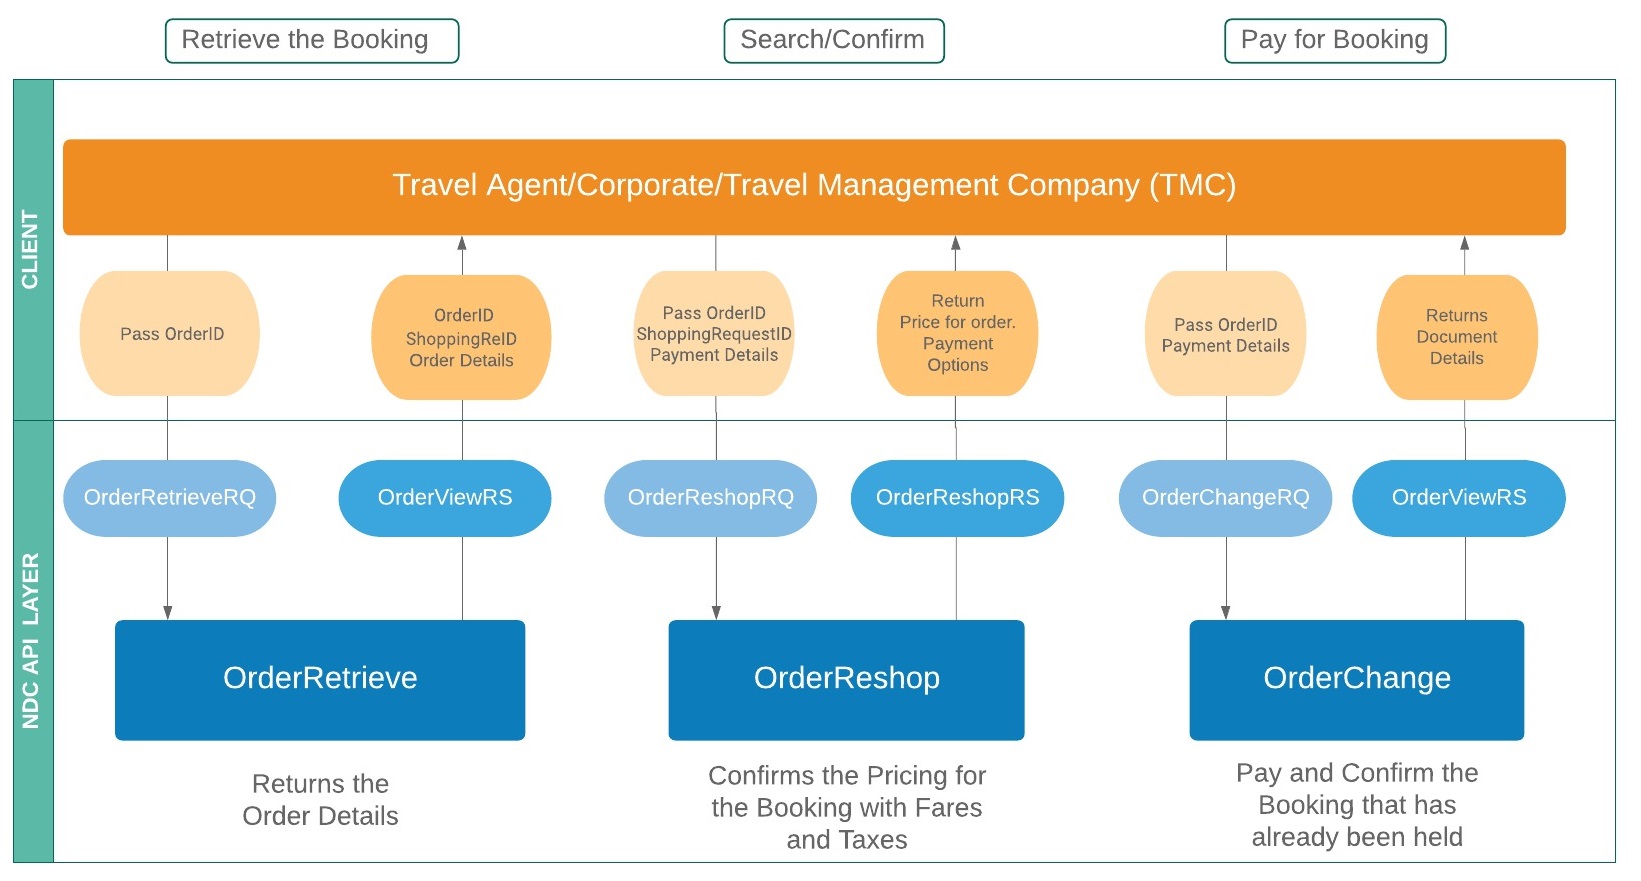 Retrieve the Booking
Search/Confirm
Pay for Booking
CLIENT
Travel Agent/Corporate/Travel Management Company (TMC)
Pass OrderID
OrderID
ShoppingReID
Order Details
Pass OrderID
ShoppingRequestID
Payment Details
Return
Price for order.
Payment
Options
Pass OrderID
Payment Details
Returns
Document
Details
NDC API LAYER
OrderRetrieveRQ
OrderViewRS
OrderReshopRQ
OrderReshopRS
OrderChangeRQ
OrderViewRS
OrderRetrieve
OrderReshop
OrderChange
Returns the
Order Details
Confirms the Pricing for
the Booking with Fares
and Taxes
Pay and Confirm the
Booking that has
already been held